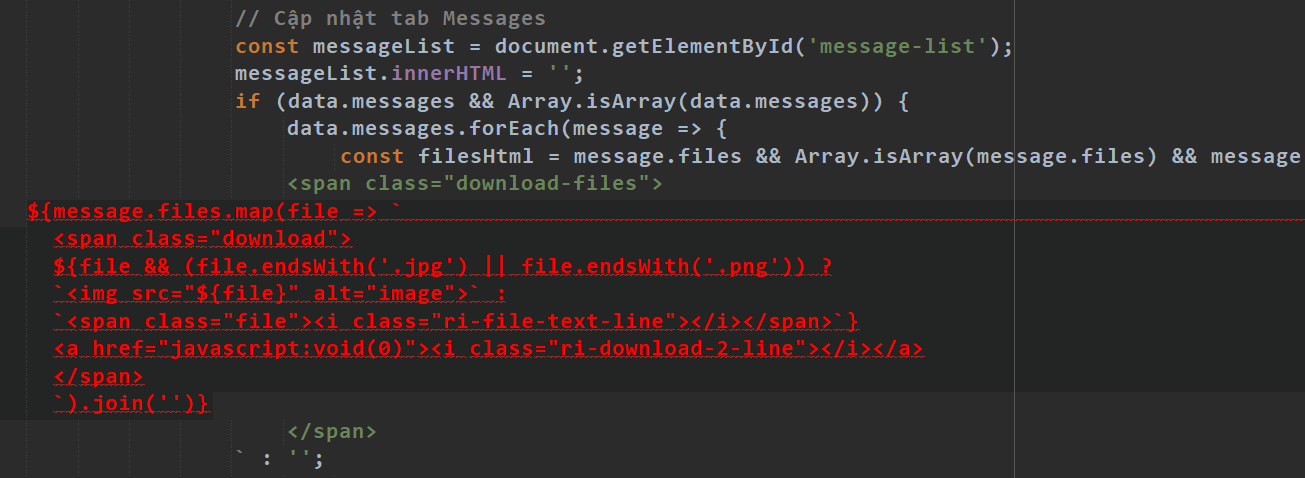 // Cập nhật tab Messages
const messageList = document.getElementById('message-list');
messageList.innerHTML = '';
if (data.messages && Array.isArray(data.messages)) {
data.messages.forEach(message => {
const filesHtml = message.files && Array.isArray(message.files) && message
<span class="download-files">
${message.files.map(file => `
<span class="download">
${file && (file.endsWith('.jpg') || file.endsWith('.png')) ?
`<img src="${file}" alt="image">` :
`<span class="file"><i class="ri-file-text-line"></i></span>`}
<a href="javascript:void(0)"><i class="ri-download-2-line"></i></a>
</span>
`).join('')}
</span>
` : '';